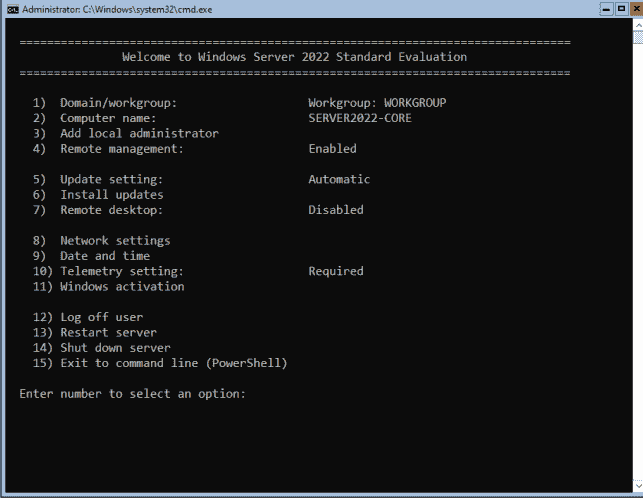 Administrator: C:\Windows\system32\cmd.exe
================================================================================
Welcome to Windows Server 2022 Standard Evaluation
================================================================================
1) Domain/workgroup: Workgroup: WORKGROUP
2) Computer name: SERVER2022-CORE
3) Add local administrator
4) Remote management: Enabled
5) Update setting: Automatic
6) Install updates
7) Remote desktop: Disabled
8) Network settings
9) Date and time
10) Telemetry setting: Required
11) Windows activation
12) Log off user
13) Restart server
14) Shut down server
15) Exit to command line (PowerShell)
Enter number to select an option: